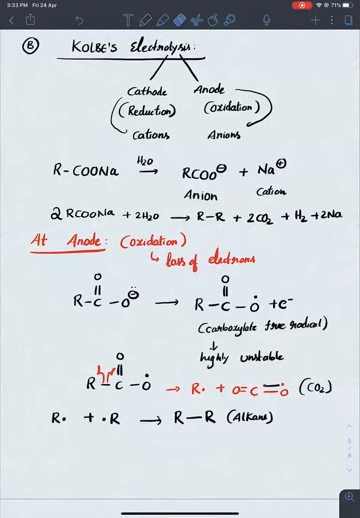 3:33 PM Fri 24 Apr
71%
B KOLBE's Electrolysis:
Cathode Anode
(Reduction) (Oxidation)
Cations Anions
R-COONa H2O → RCOO⊖ + Na⊕
Anion Cation
2 RCOONa + 2H2O → R-R + 2CO2 + H2 + 2Na
At Anode: (Oxidation)
↳ loss of electrons
O O
R-C-O⊖ → R-C-O• + e-
(carboxylate free radical)
↓
highly unstable
O
R-C-O• → R• + O=C=O (CO2)
R• + •R → R-R (Alkane)